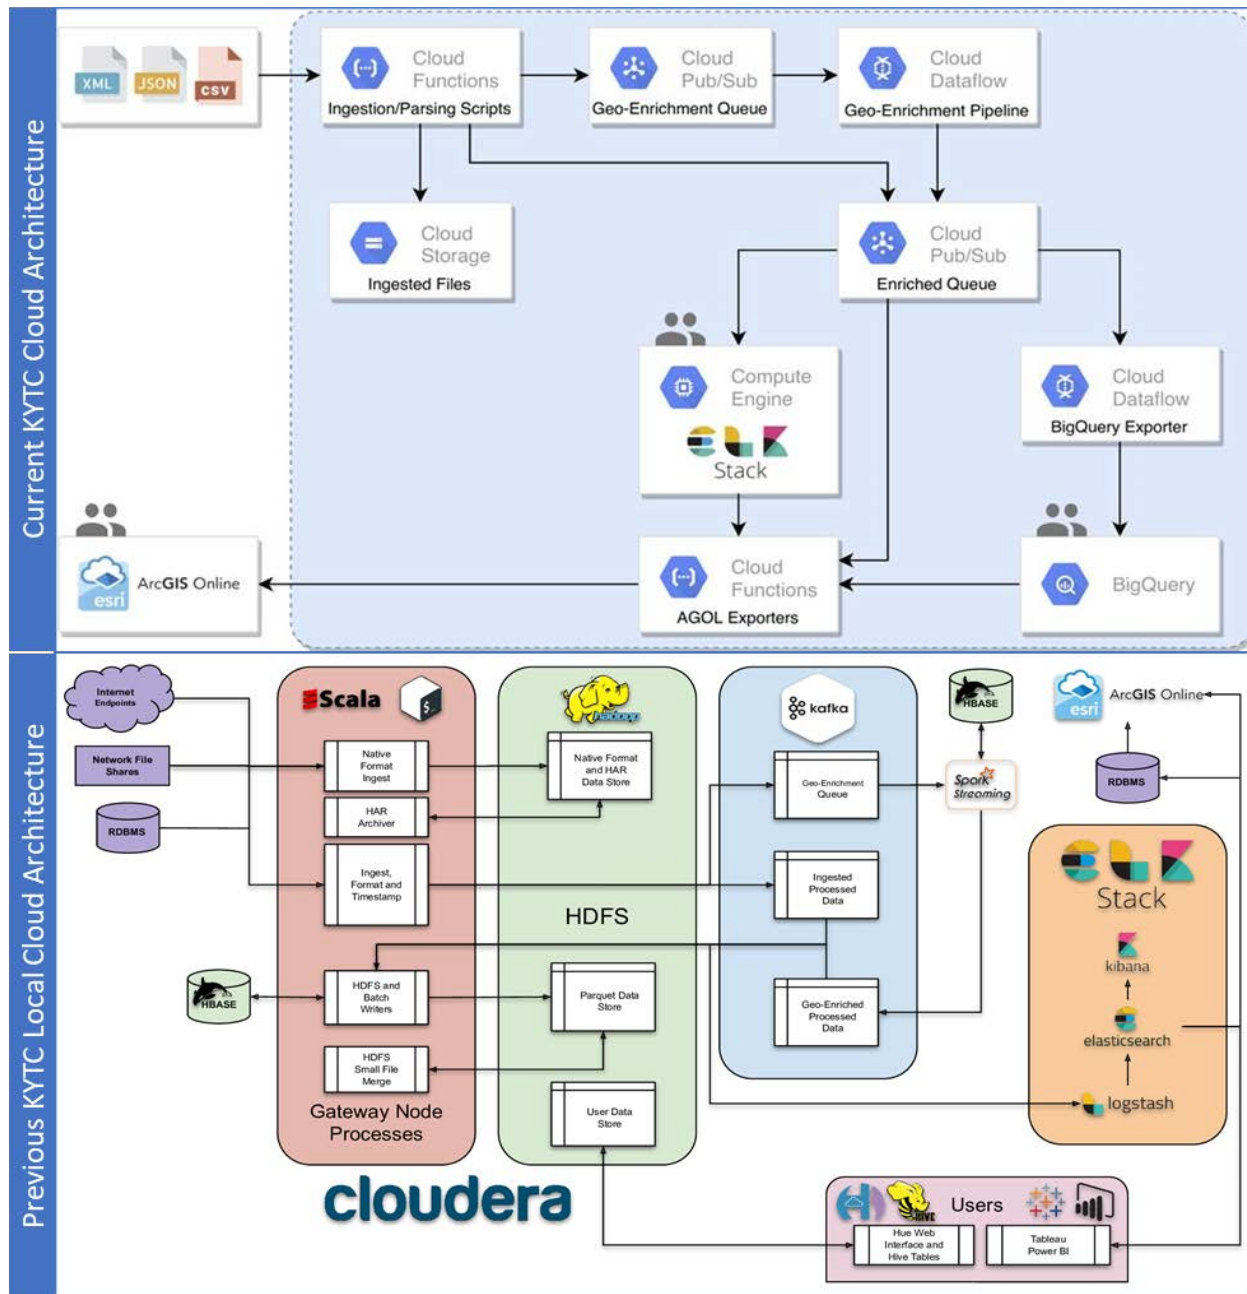 Current KYTC Cloud Architecture
XML
JSON
CSV
Cloud
Functions
Ingestion/Parsing Scripts
Cloud
Pub/Sub
Geo-Enrichment Queue
Cloud
Dataflow
Geo-Enrichment Pipeline
Cloud
Storage
Ingested Files
Cloud
Pub/Sub
Enriched Queue
Compute
Engine
Stack
Cloud
Dataflow
BigQuery Exporter
esri
ArcGIS Online
Cloud
Functions
AGOL Exporters
BigQuery
Previous KYTC Local Cloud Architecture
Internet
Endpoints
Network File
Shares
RDBMS
Scala
$_
Native
Format
Ingest
HAR
Archiver
Ingest,
Format and
Timestamp
HBASE
HDFS and
Batch
Writers
HDFS
Small File
Merge
Gateway Node
Processes
hadoop
Native Format
and HAR
Data Store
HDFS
Parquet Data
Store
User Data
Store
cloudera
kafka
Geo-Enrichment
Queue
Ingested
Processed
Data
Geo-Enriched
Processed
Data
HBASE
Spark
Streaming
esri
ArcGIS Online
RDBMS
Stack
kibana
elasticsearch
logstash
HIVE
Users
Hue Web
Interface and
Hive Tables
Tableau
Power BI